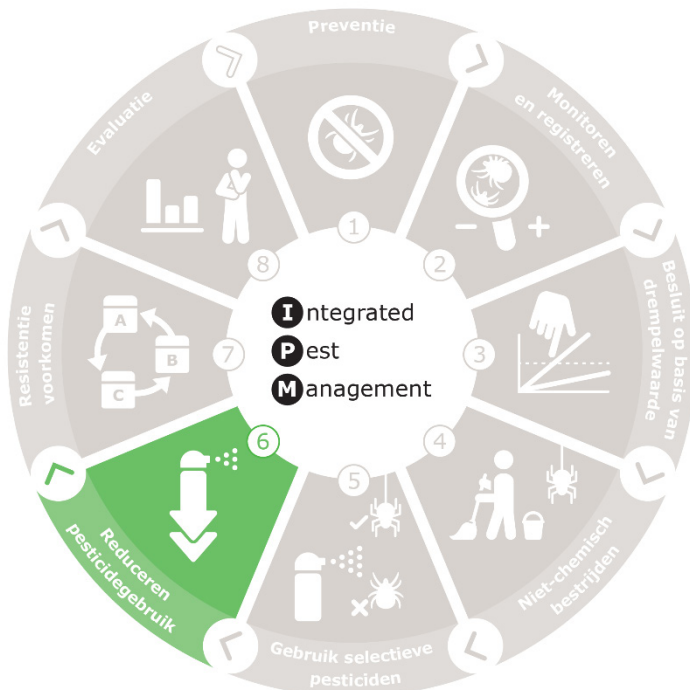 Preventie
1
Monitoren
en registreren
2
Besluit op basis van
drempelwaarde
3
Niet-chemisch
bestrijden
4
Gebruik selectieve
pesticiden
5
Reduceren
pesticidegebruik
6
Resistentie
voorkomen
7
A
B
C
Evaluatie
8
Integrated
Pest
Management